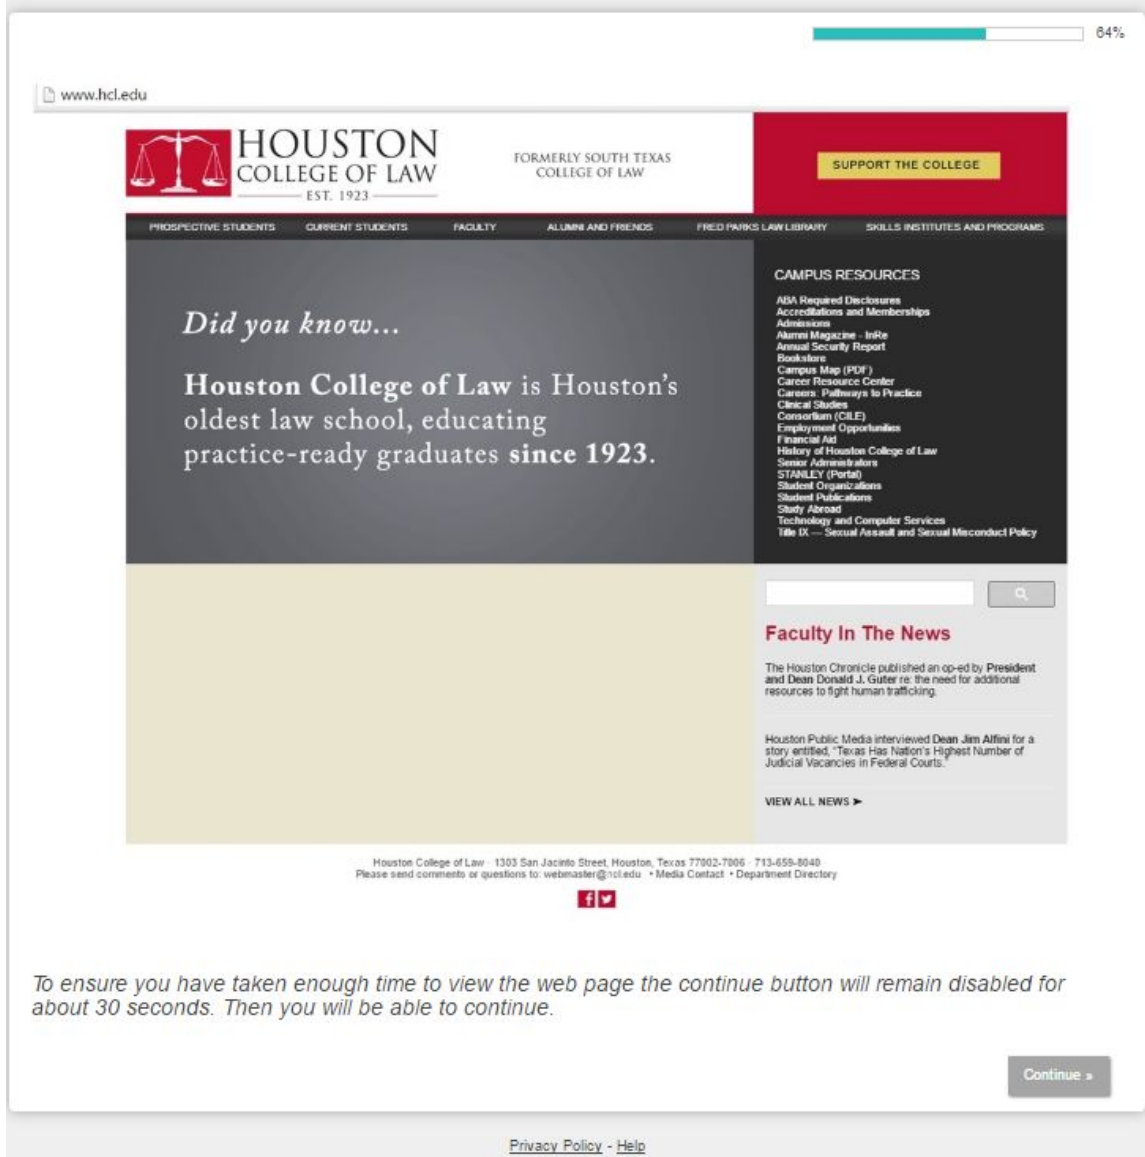 64%
www.hcl.edu
HOUSTON
COLLEGE OF LAW
EST. 1923
FORMERLY SOUTH TEXAS
COLLEGE OF LAW
SUPPORT THE COLLEGE
PROSPECTIVE STUDENTS CURRENT STUDENTS FACULTY ALUMNI AND FRIENDS FRED PARKS LAW LIBRARY SKILLS INSTITUTES AND PROGRAMS
Did you know...
Houston College of Law is Houston's
oldest law school, educating
practice-ready graduates since 1923.
CAMPUS RESOURCES
ABA Required Disclosures
Accreditations and Memberships
Admissions
Alumni Magazine - InRe
Annual Security Report
Bookstore
Campus Map (PDF)
Career Resource Center
Careers: Pathways to Practice
Clinical Studies
Consortium (CILE)
Employment Opportunities
Financial Aid
History of Houston College of Law
Senior Administrators
STANLEY (Portal)
Student Organizations
Student Publications
Study Abroad
Technology and Computer Services
Title IX — Sexual Assault and Sexual Misconduct Policy
Faculty In The News
The Houston Chronicle published an op-ed by President
and Dean Donald J. Guter re: the need for additional
resources to fight human trafficking.
Houston Public Media interviewed Dean Jim Alfini for a
story entitled, "Texas Has Nation's Highest Number of
Judicial Vacancies in Federal Courts."
VIEW ALL NEWS ➤
Houston College of Law · 1303 San Jacinto Street, Houston, Texas 77002-7006 · 713-659-8040
Please send comments or questions to: webmaster@hcl.edu • Media Contact • Department Directory
To ensure you have taken enough time to view the web page the continue button will remain disabled for
about 30 seconds. Then you will be able to continue.
Continue »
Privacy Policy - Help